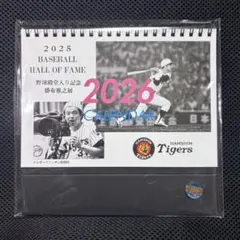 2025
BASEBALL
HALL OF FAME
野球殿堂入り記念
掛布雅之展
2026
CALENDAR
HANSHIN
Tigers